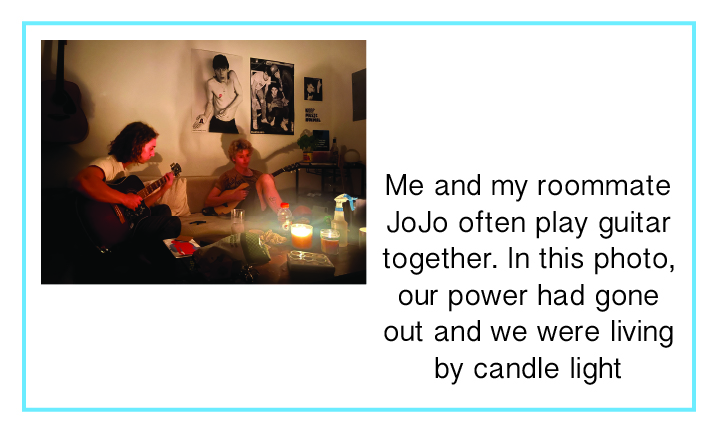 Me and my roommate
JoJo often play guitar
together. In this photo,
our power had gone
out and we were living
by candle light